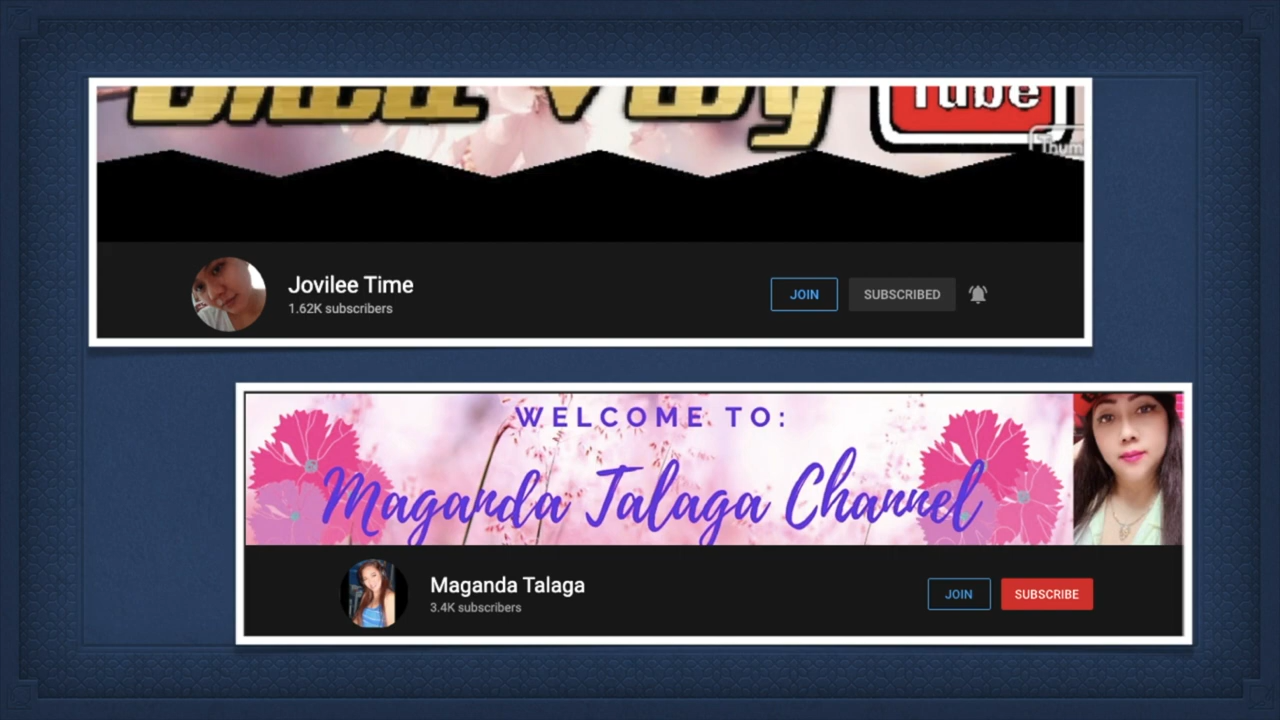 Tube
Thum
Jovilee Time
1.62K subscribers
JOIN
SUBSCRIBED
WELCOME TO:
Maganda Talaga Channel
Maganda Talaga
3.4K subscribers
JOIN
SUBSCRIBE